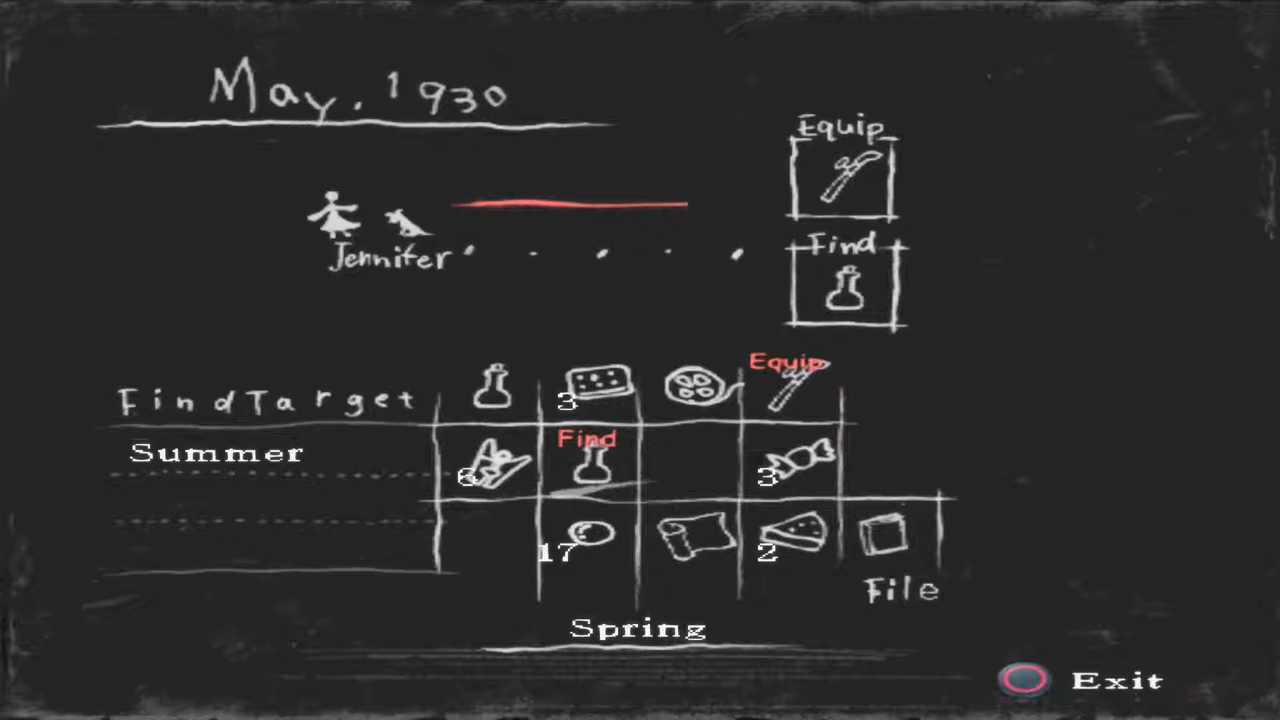 May. 1930
Equip
Jennifer
Find
Equip
FindTarget
3
Find
Summer
6
3
17
2
File
Spring
Exit